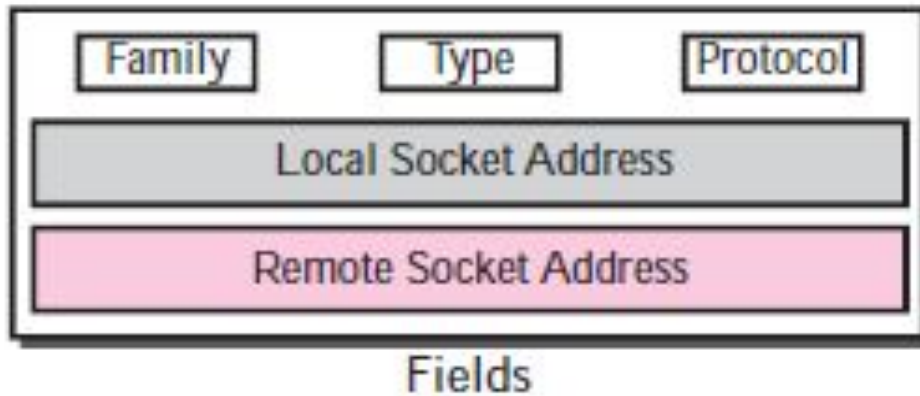 Family Type Protocol
Local Socket Address
Remote Socket Address
Fields